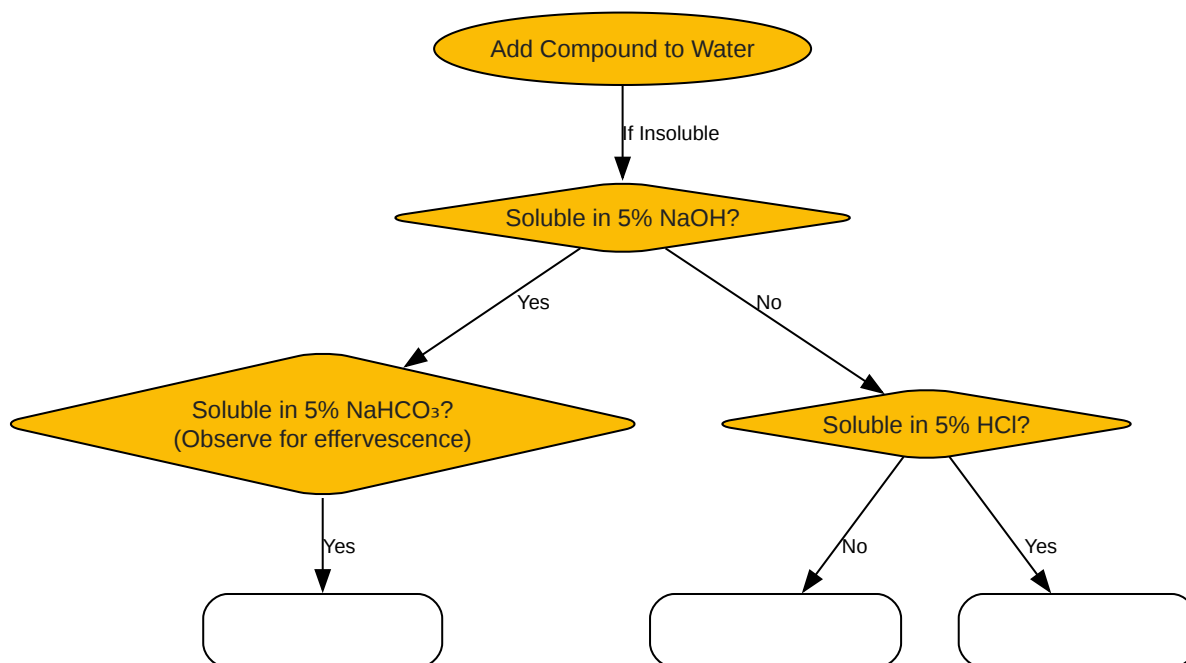 Add Compound to Water
If Insoluble
Soluble in 5% NaOH?
Yes
No
Soluble in 5% NaHCO₃?
(Observe for effervescence)
Soluble in 5% HCl?
Yes
No
Yes